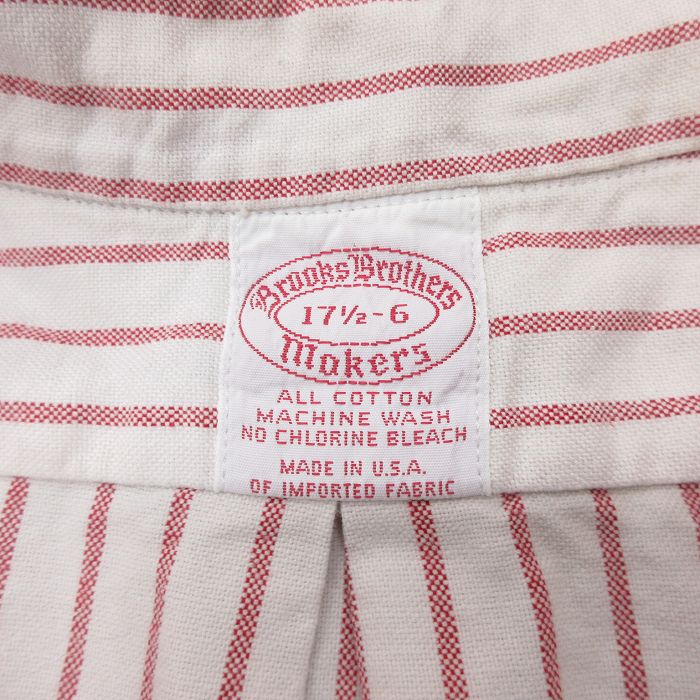 Brooks Brothers
17½-6
Makers
ALL COTTON
MACHINE WASH
NO CHLORINE BLEACH
MADE IN U.S.A.
OF IMPORTED FABRIC